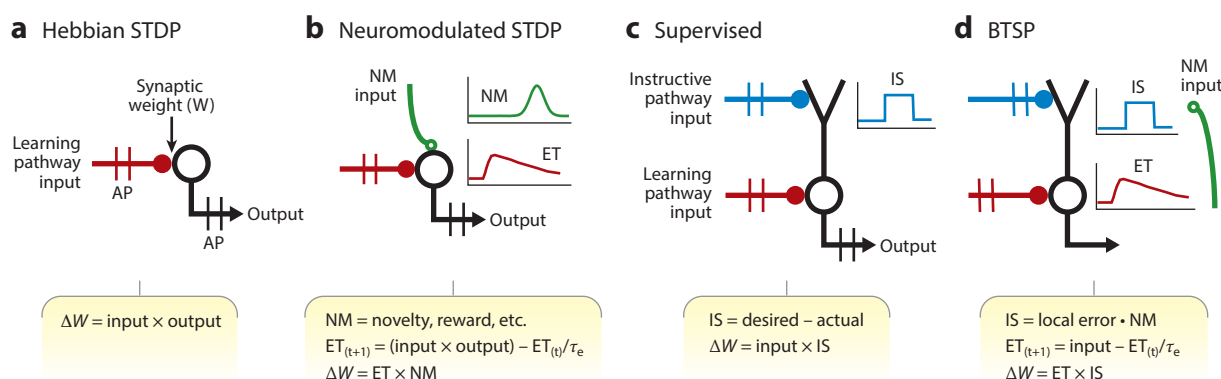 a Hebbian STDP
Synaptic
weight (W)
Learning
pathway
input
AP
Output
AP
ΔW = input × output
b Neuromodulated STDP
NM
input
NM
ET
Output
NM = novelty, reward, etc.
ET(t+1) = (input × output) – ET(t)/τe
ΔW = ET × NM
c Supervised
Instructive
pathway
input
IS
Learning
pathway
input
Output
IS = desired – actual
ΔW = input × IS
d BTSP
NM
input
IS
ET
IS = local error • NM
ET(t+1) = input – ET(t)/τe
ΔW = ET × IS